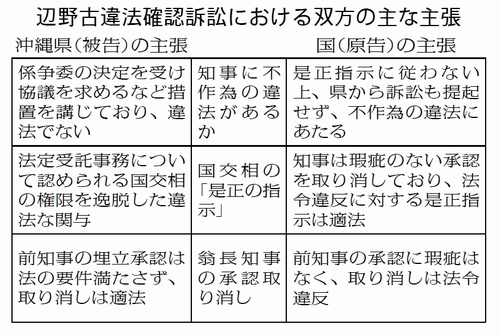 辺野古違法確認訴訟における双方の主な主張
沖縄県（被告）の主張
国（原告）の主張
係争委の決定を受け
協議を求めるなど措
置を講じており、違
法でない
知事に不
作為の違
法がある
か
是正指示に従わない
上、県から訴訟も提起
せず、不作為の違法に
あたる
法定受託事務につい
て認められる国交相
の権限を逸脱した違
法な関与
国交相の
「是正の指
示」
知事は瑕疵のない承認
を取り消しており、法
令違反に対する是正指
示は適法
前知事の埋立承認は
法の要件満たさず、
取り消しは適法
翁長知事
の承認取
り消し
前知事の承認に瑕疵は
なく、取り消しは法令
違反